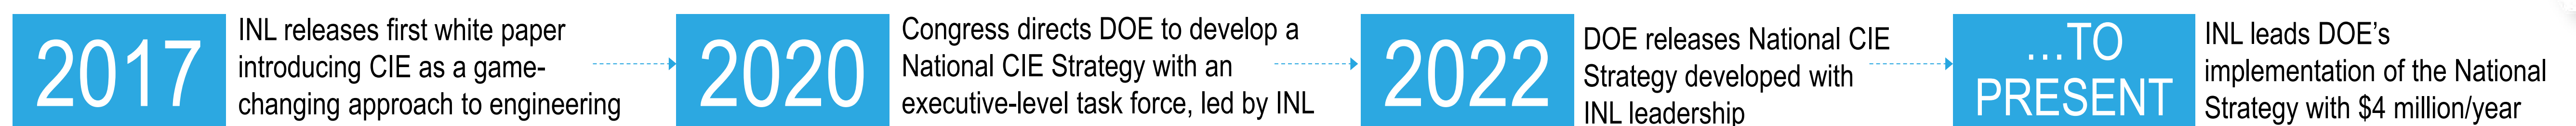 2017
INL releases first white paper
introducing CIE as a game-
changing approach to engineering
2020
Congress directs DOE to develop a
National CIE Strategy with an
executive-level task force, led by INL
2022
DOE releases National CIE
Strategy developed with
INL leadership
...TO
PRESENT
INL leads DOE's
implementation of the National
Strategy with $4 million/year